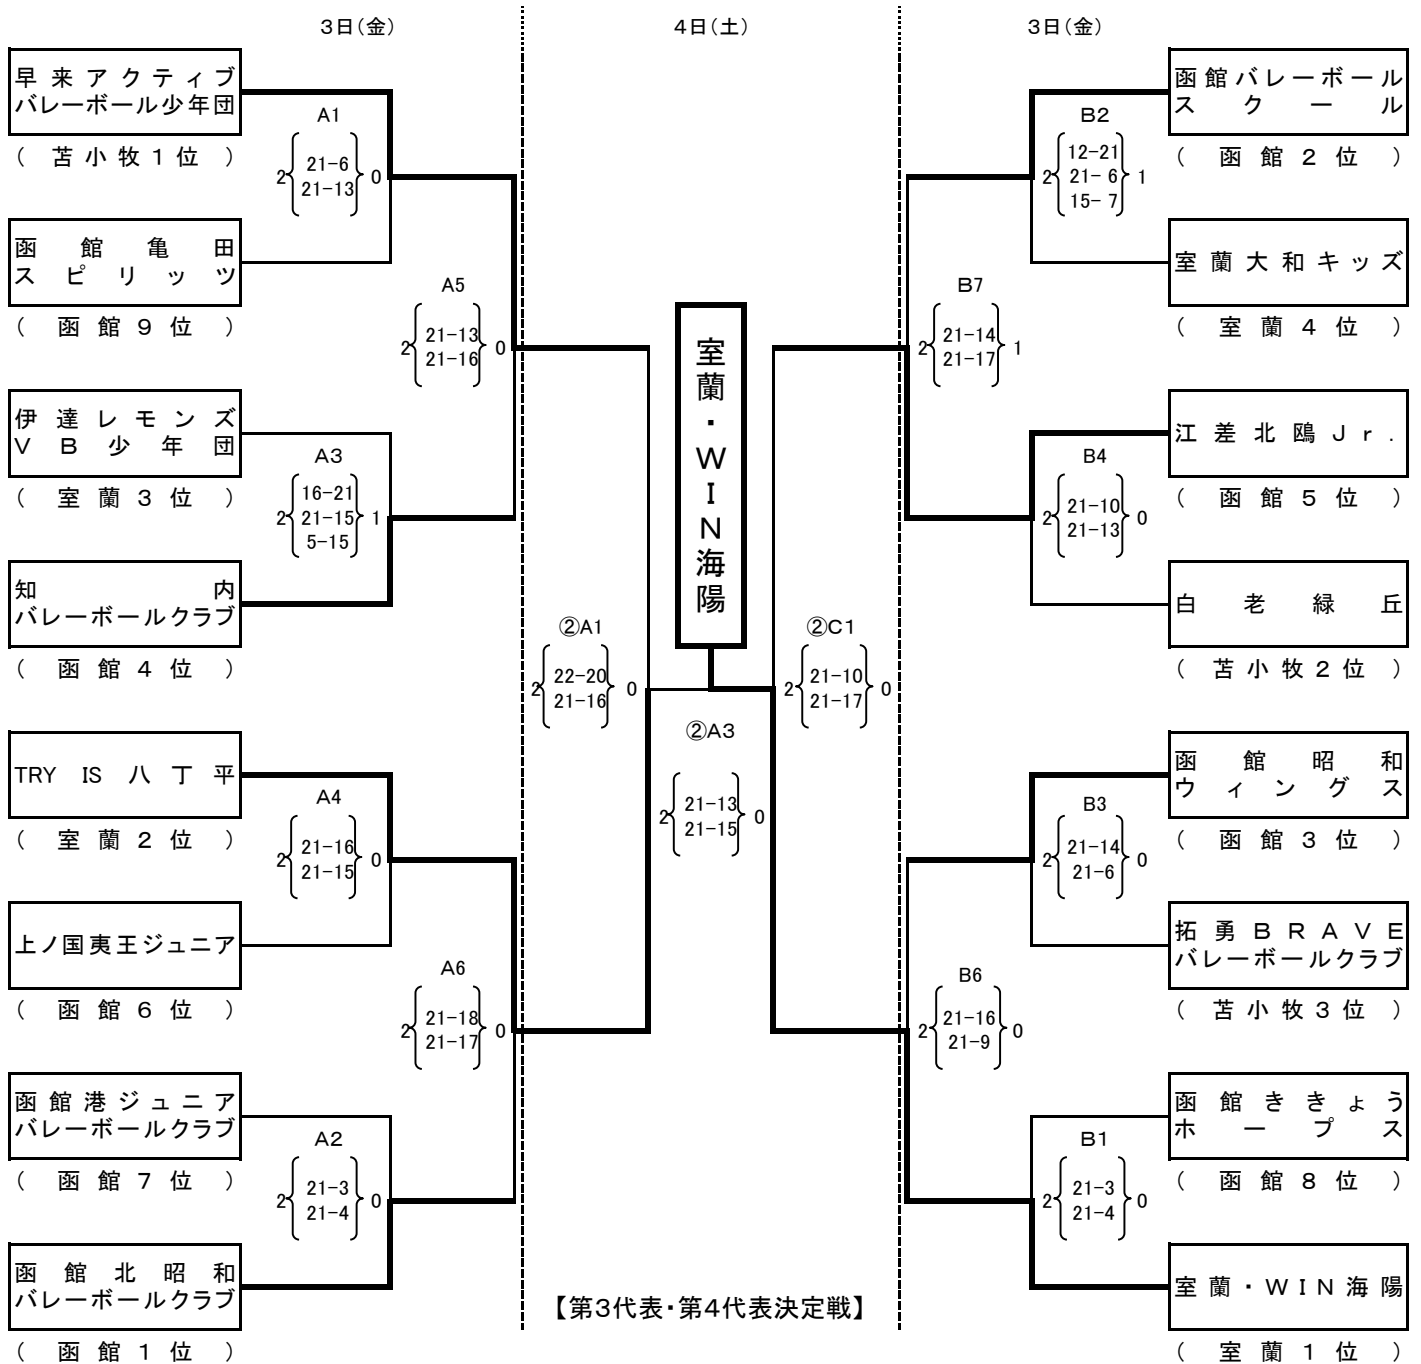 3日(金)
4日(土)
3日(金)
早来アクティブ
バレーボール少年団
(苫小牧1位)
函館亀田
スピリッツ
(函館9位)
伊達レモンズ
VB少年団
(室蘭3位)
知内
バレーボールクラブ
(函館4位)
TRY IS 八丁平
(室蘭2位)
上ノ国夷王ジュニア
(函館6位)
函館港ジュニア
バレーボールクラブ
(函館7位)
函館北昭和
バレーボールクラブ
(函館1位)
A1
21-6
2 0
21-13
A3
16-21
2 21-15 1
5-15
A4
21-16
2 0
21-15
A2
21-3
2 0
21-4
A5
21-13
2 0
21-16
A6
21-18
2 0
21-17
②A1
22-20
2 0
21-16
室蘭・WIN海陽
②A3
21-13
2 0
21-15
②C1
21-10
2 0
21-17
B7
21-14
2 1
21-17
B6
21-16
2 0
21-9
B2
12-21
2 21- 6 1
15- 7
B4
21-10
2 0
21-13
B3
21-14
2 0
21-6
B1
21-3
2 0
21-4
函館バレーボール
スクール
(函館2位)
室蘭大和キッズ
(室蘭4位)
江差北鴎Jr.
(函館5位)
白老緑丘
(苫小牧2位)
函館昭和
ウィングス
(函館3位)
拓勇BRAVE
バレーボールクラブ
(苫小牧3位)
函館ききょう
ホープス
(函館8位)
室蘭・WIN海陽
(室蘭1位)
【第3代表・第4代表決定戦】